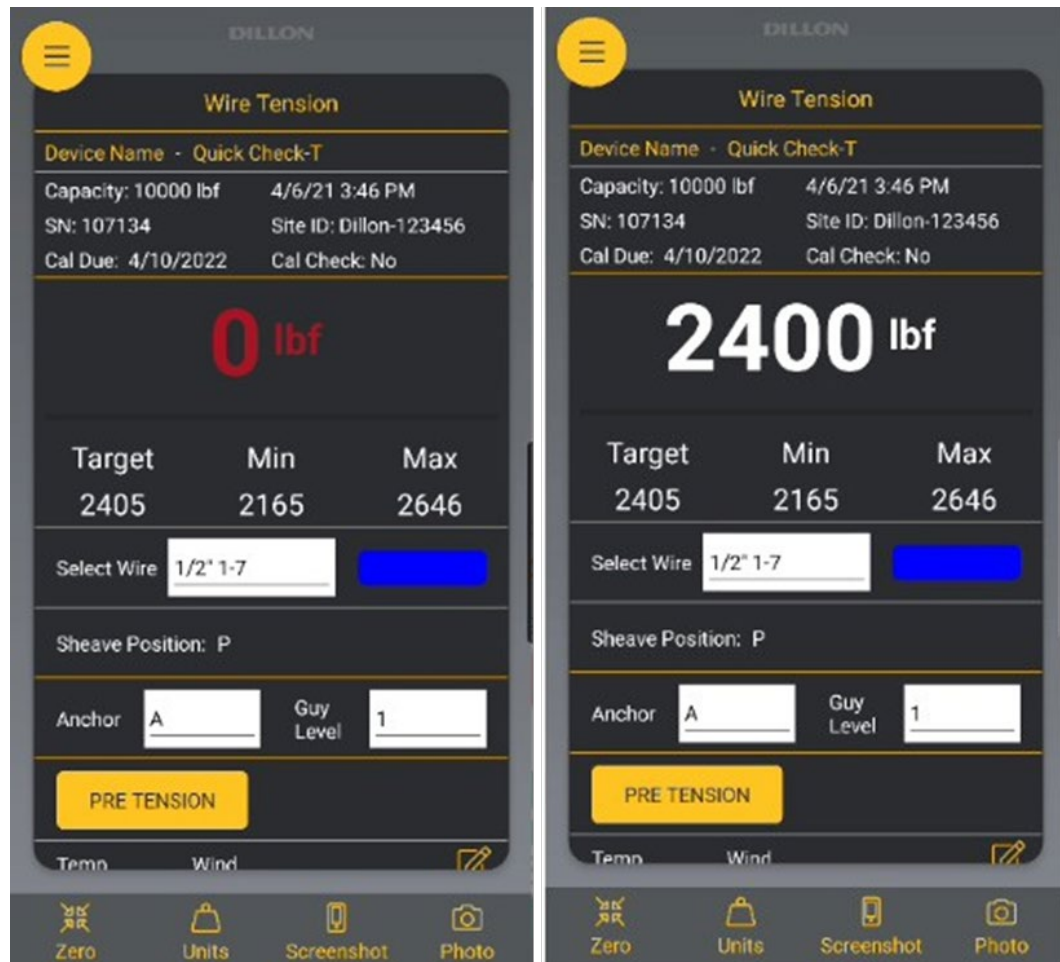 DILLON
Wire Tension
Device Name - Quick Check-T
Capacity: 10000 lbf 4/6/21 3:46 PM
SN: 107134 Site ID: Dillon-123456
Cal Due: 4/10/2022 Cal Check: No
0 lbf
Target Min Max
2405 2165 2646
Select Wire 1/2" 1-7
Sheave Position: P
Anchor A Guy Level 1
PRE TENSION
Temp Wind
Zero Units Screenshot Photo
DILLON
Wire Tension
Device Name - Quick Check-T
Capacity: 10000 lbf 4/6/21 3:46 PM
SN: 107134 Site ID: Dillon-123456
Cal Due: 4/10/2022 Cal Check: No
2400 lbf
Target Min Max
2405 2165 2646
Select Wire 1/2" 1-7
Sheave Position: P
Anchor A Guy Level 1
PRE TENSION
Temp Wind
Zero Units Screenshot Photo